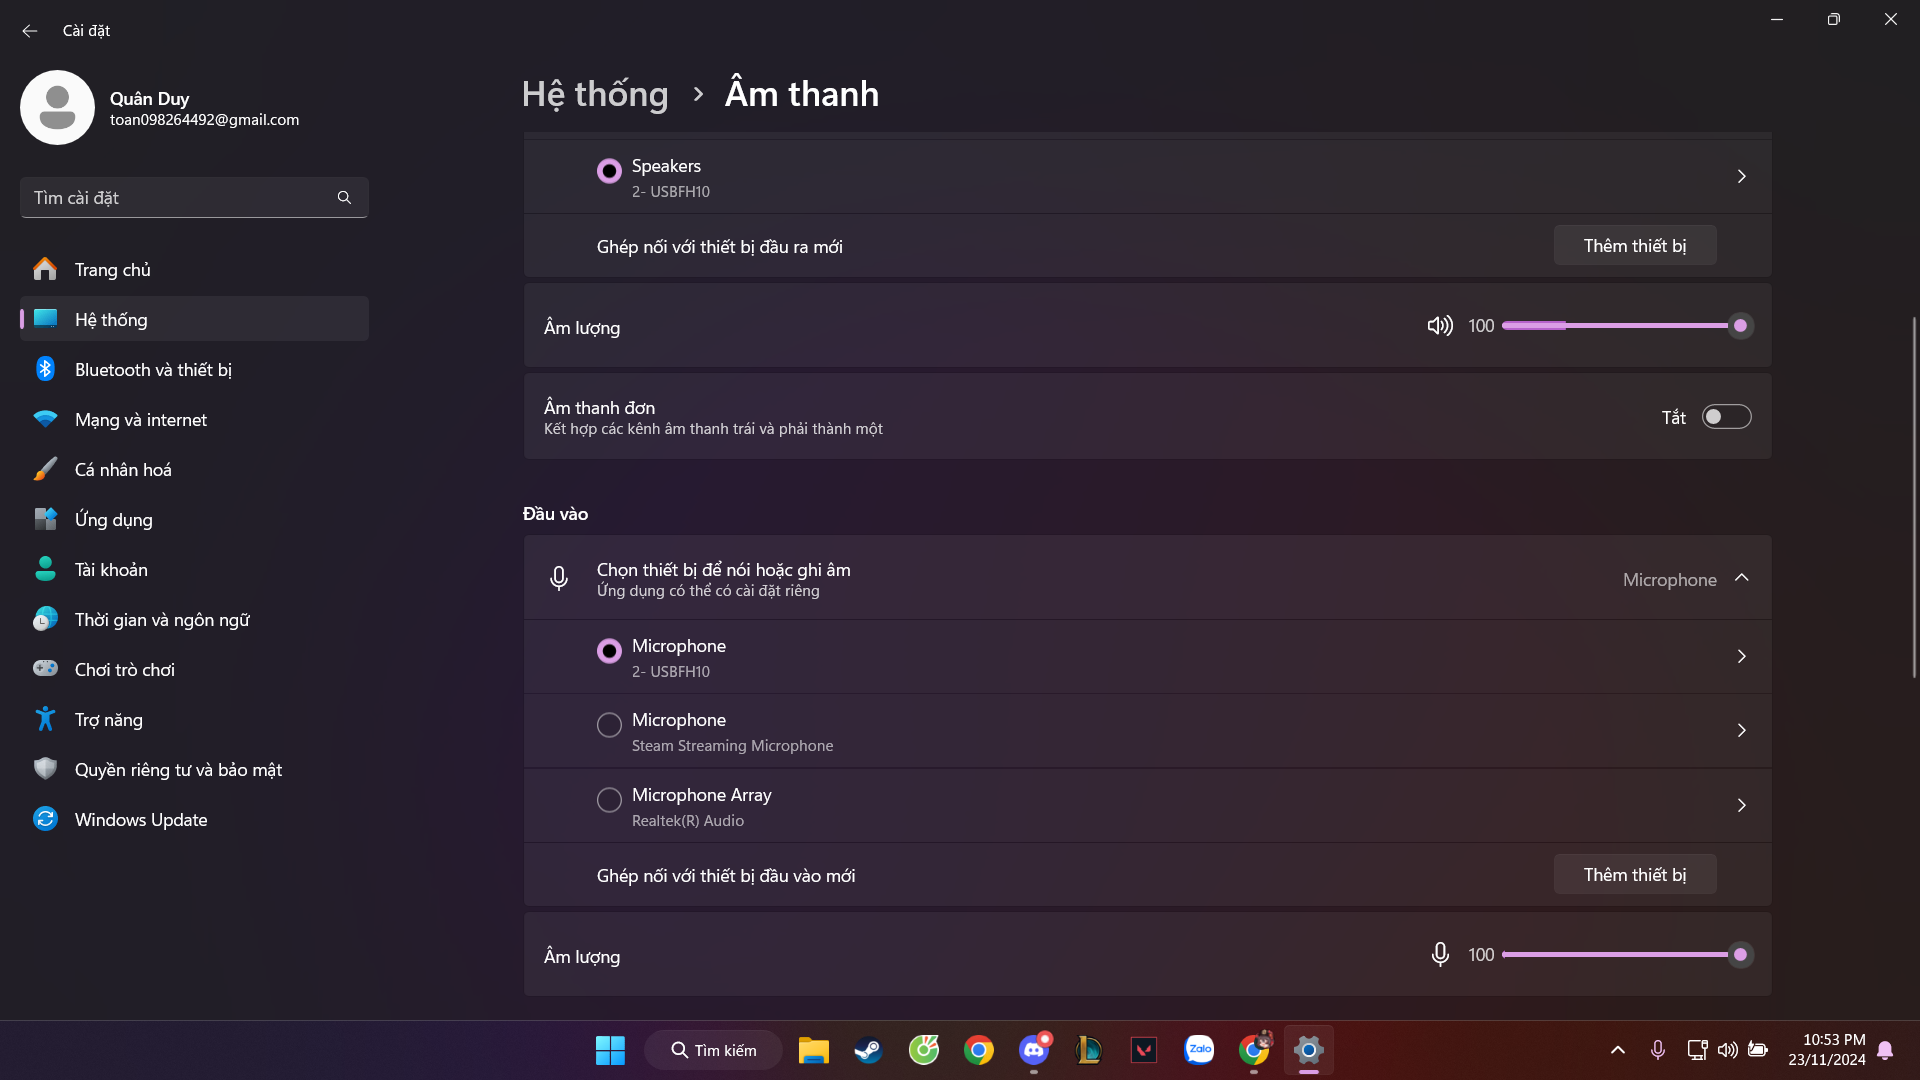 Cài đặt
Quân Duy
toan098264492@gmail.com
Tìm cài đặt
Trang chủ
Hệ thống
Bluetooth và thiết bị
Mạng và internet
Cá nhân hoá
Ứng dụng
Tài khoản
Thời gian và ngôn ngữ
Chơi trò chơi
Trợ năng
Quyền riêng tư và bảo mật
Windows Update
Hệ thống > Âm thanh
Speakers
2- USBFH10
Ghép nối với thiết bị đầu ra mới
Thêm thiết bị
Âm lượng
100
Âm thanh đơn
Kết hợp các kênh âm thanh trái và phải thành một
Tắt
Đầu vào
Chọn thiết bị để nói hoặc ghi âm
Ứng dụng có thể có cài đặt riêng
Microphone
Microphone
2- USBFH10
Microphone
Steam Streaming Microphone
Microphone Array
Realtek(R) Audio
Ghép nối với thiết bị đầu vào mới
Thêm thiết bị
Âm lượng
100
Tìm kiếm
Zalo
10:53 PM
23/11/2024